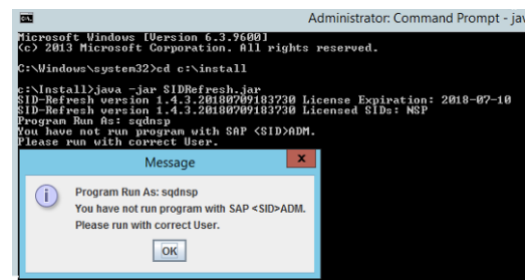 Administrator: Command Prompt - jav
Microsoft Windows [Version 6.3.9600]
(c) 2013 Microsoft Corporation. All rights reserved.
C:\Windows\system32>cd c:\install
c:\Install>java -jar SIDRefresh.jar
SID-Refresh version 1.4.3.20180709183730 License Expiration: 2018-07-10
SID-Refresh version 1.4.3.20180709183730 Licensed SIDs: NSP
Program Run As: sqdnsp
You have not run program with SAP <SID>ADM.
Please run with correct User.
Message
x
Program Run As: sqdnsp
You have not run program with SAP <SID>ADM.
Please run with correct User.
OK